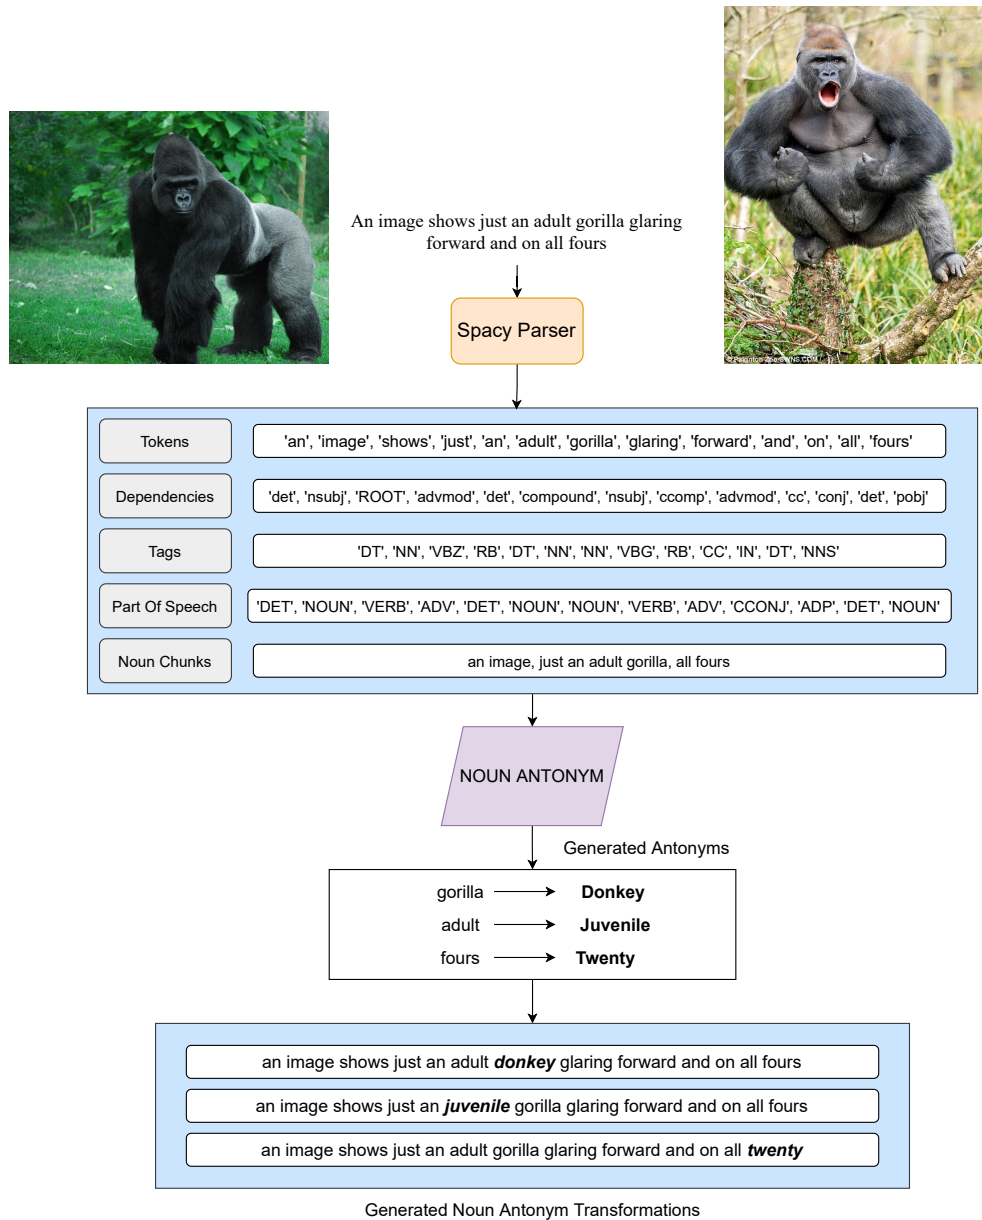 An image shows just an adult gorilla glaring
forward and on all fours
Spacy Parser
Tokens
'an', 'image', 'shows', 'just', 'an', 'adult', 'gorilla', 'glaring', 'forward', 'and', 'on', 'all', 'fours'
Dependencies
'det', 'nsubj', 'ROOT', 'advmod', 'det', 'compound', 'nsubj', 'ccomp', 'advmod', 'cc', 'conj', 'det', 'pobj'
Tags
'DT', 'NN', 'VBZ', 'RB', 'DT', 'NN', 'NN', 'VBG', 'RB', 'CC', 'IN', 'DT', 'NNS'
Part Of Speech
'DET', 'NOUN', 'VERB', 'ADV', 'DET', 'NOUN', 'NOUN', 'VERB', 'ADV', 'CCONJ', 'ADP', 'DET', 'NOUN'
Noun Chunks
an image, just an adult gorilla, all fours
NOUN ANTONYM
Generated Antonyms
gorilla Donkey
adult Juvenile
fours Twenty
an image shows just an adult donkey glaring forward and on all fours
an image shows just an juvenile gorilla glaring forward and on all fours
an image shows just an adult gorilla glaring forward and on all twenty
Generated Noun Antonym Transformations